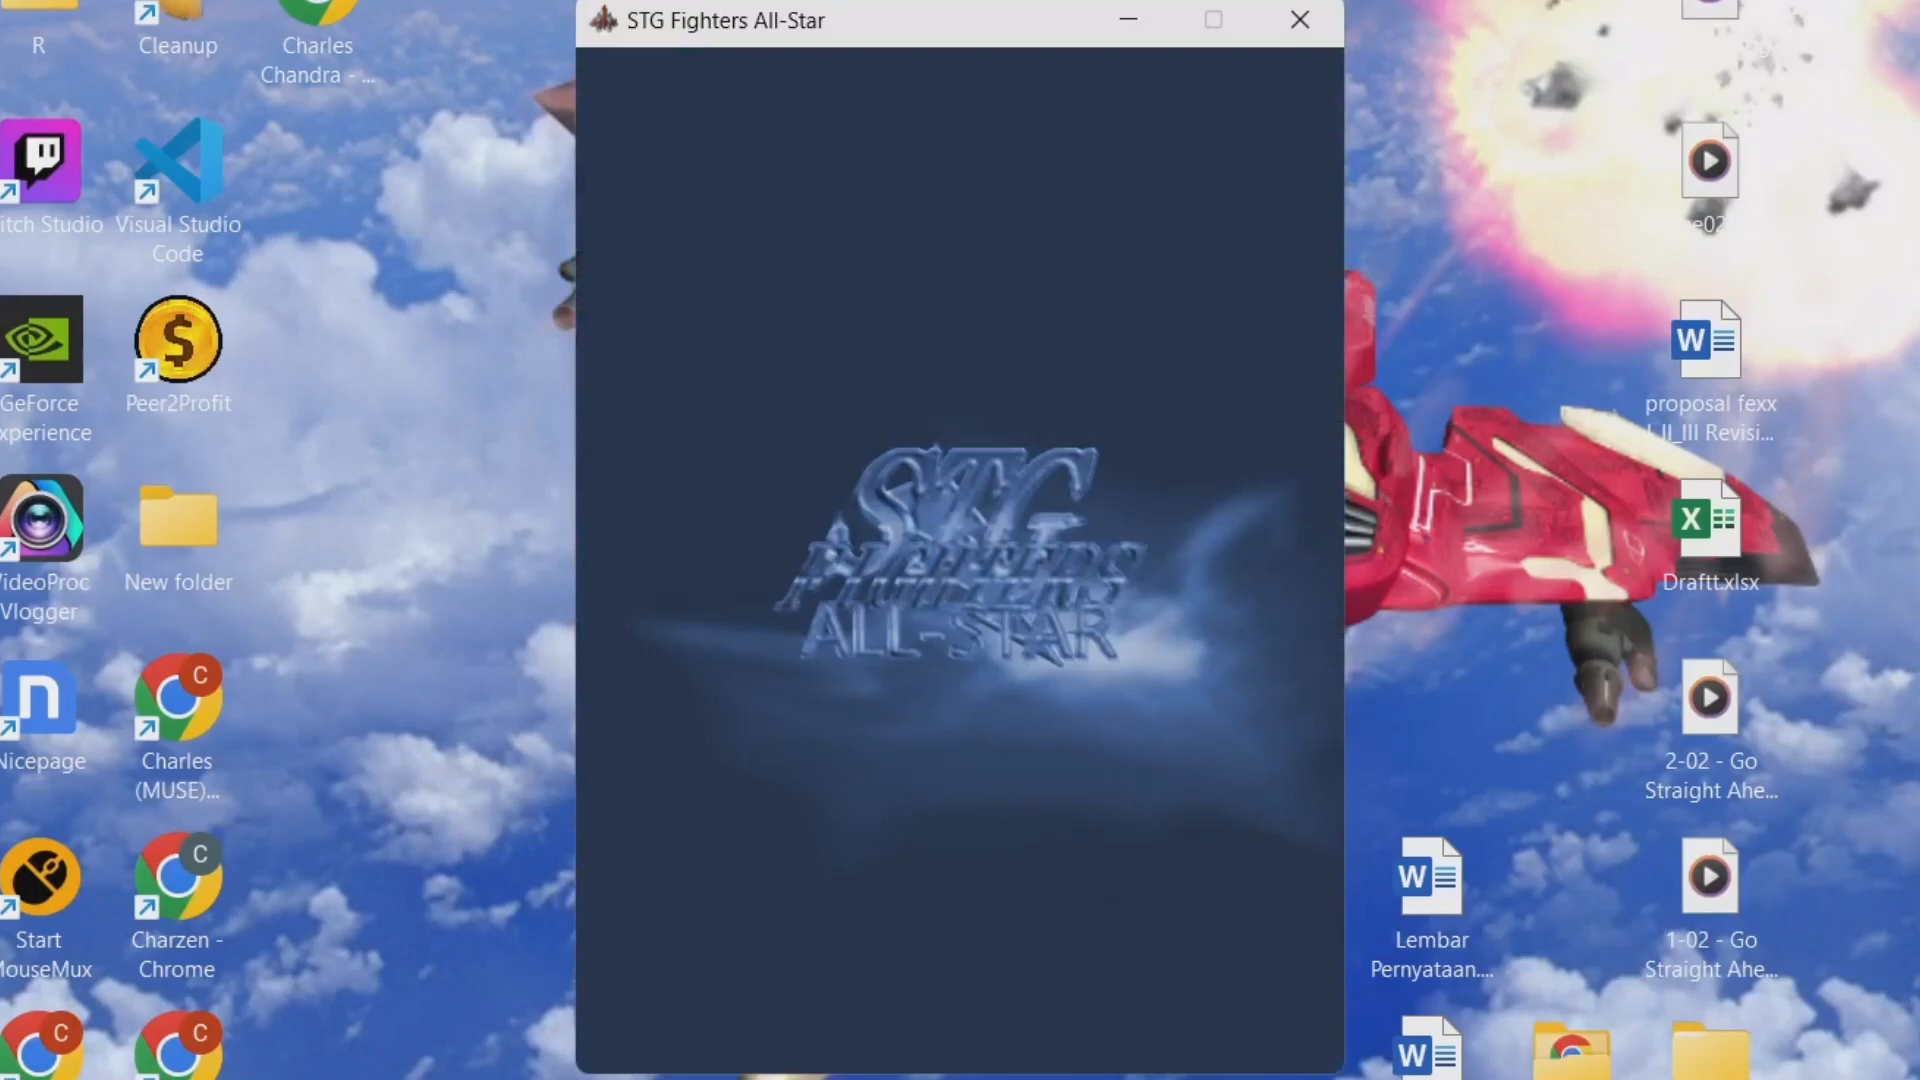 STG Fighters All-Star
R
Cleanup
Charles
Chandra - ...
itch Studio
Visual Studio
Code
GeForce
xperience
Peer2Profit
VideoProc
Vlogger
New folder
Nicepage
Charles
(MUSE)...
Start
MouseMux
Charzen -
Chrome
C
C
C
C
STG
FIGHTERS
ALL-STAR
e02
W
proposal fexx
I_II_III Revisi...
X
Draftt.xlsx
2-02 - Go
Straight Ahe...
W
Lembar
Pernyataan....
1-02 - Go
Straight Ahe...
W